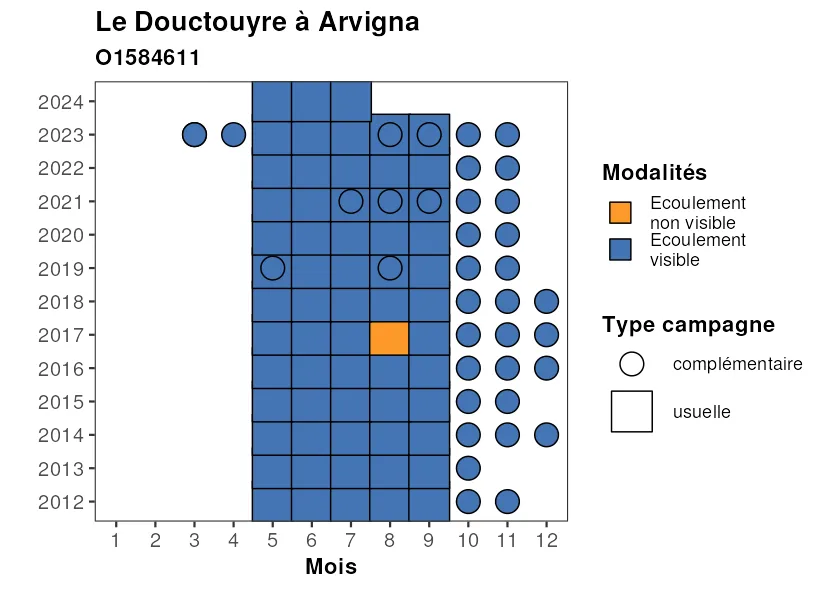 Le Douctouyre à Arvigna
O1584611
2024
2023
2022
2021
2020
2019
2018
2017
2016
2015
2014
2013
2012
1 2 3 4 5 6 7 8 9 10 11 12
Mois
Modalités
Ecoulement
non visible
Ecoulement
visible
Type campagne
complémentaire
usuelle